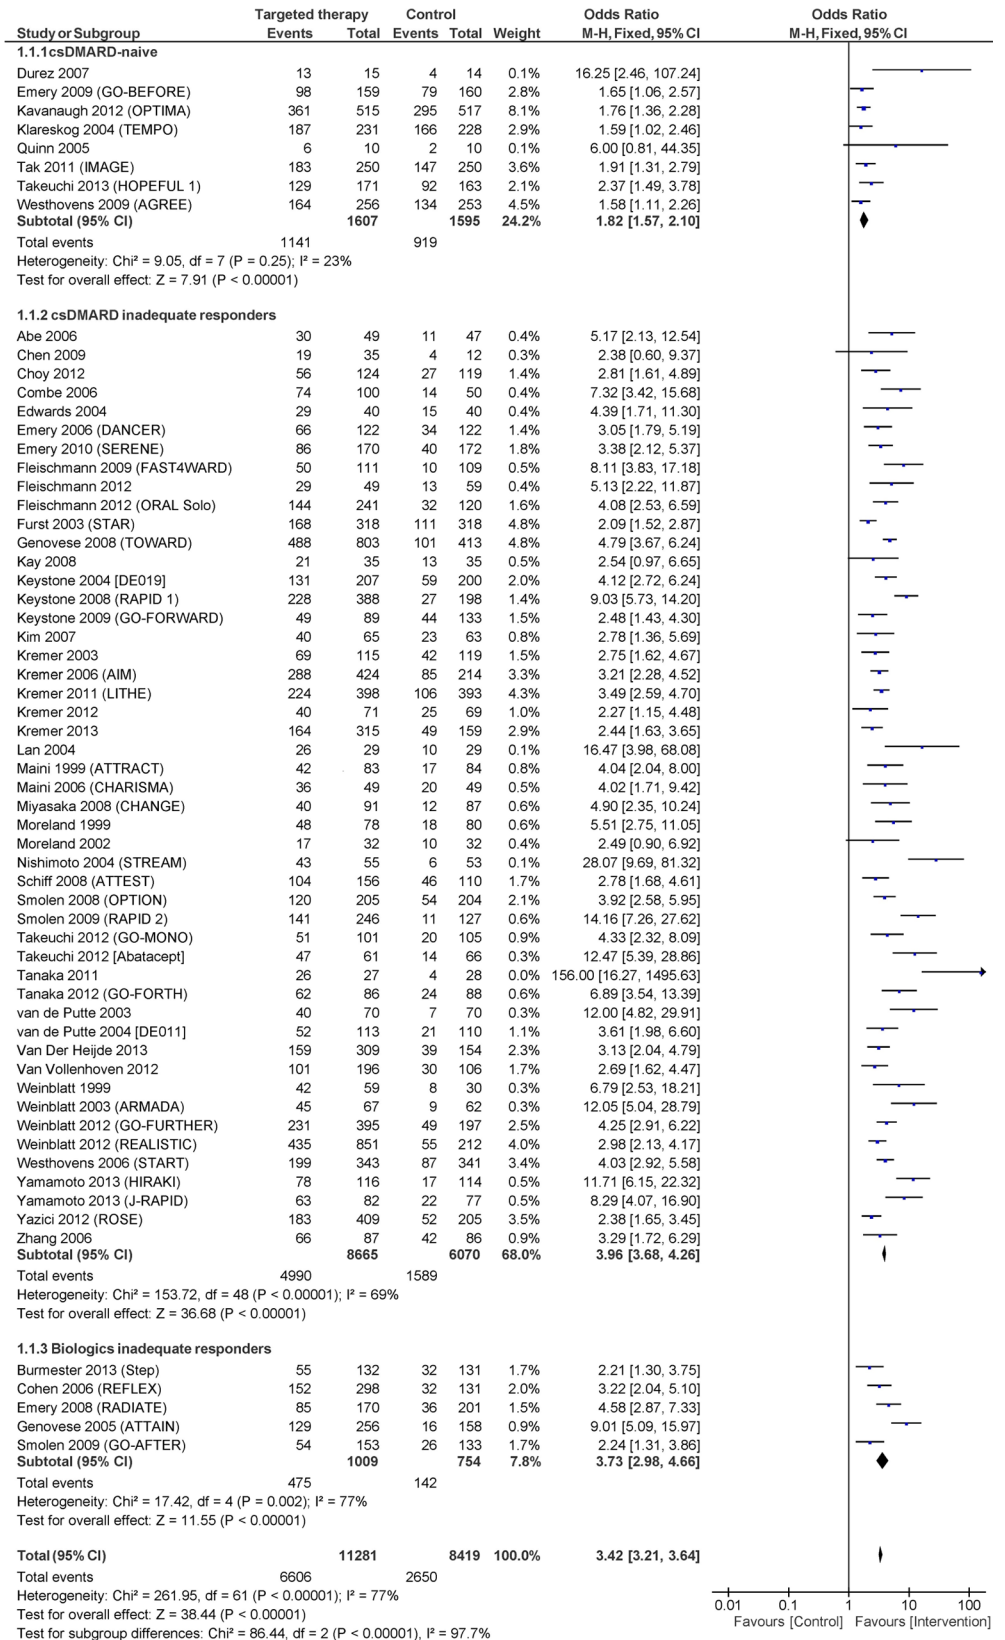 Targeted therapy Control Odds Ratio Odds Ratio
Study or Subgroup Events Total Events Total Weight M-H, Fixed, 95% CI M-H, Fixed, 95% CI
1.1.1csDMARD-naive
Durez 2007 13 15 4 14 0.1% 16.25 [2.46, 107.24]
Emery 2009 (GO-BEFORE) 98 159 79 160 2.8% 1.65 [1.06, 2.57]
Kavanaugh 2012 (OPTIMA) 361 515 295 517 8.1% 1.76 [1.36, 2.28]
Klareskog 2004 (TEMPO) 187 231 166 228 2.9% 1.59 [1.02, 2.46]
Quinn 2005 6 10 2 10 0.1% 6.00 [0.81, 44.35]
Tak 2011 (IMAGE) 183 250 147 250 3.6% 1.91 [1.31, 2.79]
Takeuchi 2013 (HOPEFUL 1) 129 171 92 163 2.1% 2.37 [1.49, 3.78]
Westhovens 2009 (AGREE) 164 256 134 253 4.5% 1.58 [1.11, 2.26]
Subtotal (95% CI) 1607 1595 24.2% 1.82 [1.57, 2.10]
Total events 1141 919
Heterogeneity: Chi² = 9.05, df = 7 (P = 0.25); I² = 23%
Test for overall effect: Z = 7.91 (P < 0.00001)
1.1.2 csDMARD inadequate responders
Abe 2006 30 49 11 47 0.4% 5.17 [2.13, 12.54]
Chen 2009 19 35 4 12 0.3% 2.38 [0.60, 9.37]
Choy 2012 56 124 27 119 1.4% 2.81 [1.61, 4.89]
Combe 2006 74 100 14 50 0.4% 7.32 [3.42, 15.68]
Edwards 2004 29 40 15 40 0.4% 4.39 [1.71, 11.30]
Emery 2006 (DANCER) 66 122 34 122 1.4% 3.05 [1.79, 5.19]
Emery 2010 (SERENE) 86 170 40 172 1.8% 3.38 [2.12, 5.37]
Fleischmann 2009 (FAST4WARD) 50 111 10 109 0.5% 8.11 [3.83, 17.18]
Fleischmann 2012 29 49 13 59 0.4% 5.13 [2.22, 11.87]
Fleischmann 2012 (ORAL Solo) 144 241 32 120 1.6% 4.08 [2.53, 6.59]
Furst 2003 (STAR) 168 318 111 318 4.8% 2.09 [1.52, 2.87]
Genovese 2008 (TOWARD) 488 803 101 413 4.8% 4.79 [3.67, 6.24]
Kay 2008 21 35 13 35 0.5% 2.54 [0.97, 6.65]
Keystone 2004 [DE019] 131 207 59 200 2.0% 4.12 [2.72, 6.24]
Keystone 2008 (RAPID 1) 228 388 27 198 1.4% 9.03 [5.73, 14.20]
Keystone 2009 (GO-FORWARD) 49 89 44 133 1.5% 2.48 [1.43, 4.30]
Kim 2007 40 65 23 63 0.8% 2.78 [1.36, 5.69]
Kremer 2003 69 115 42 119 1.5% 2.75 [1.62, 4.67]
Kremer 2006 (AIM) 288 424 85 214 3.3% 3.21 [2.28, 4.52]
Kremer 2011 (LITHE) 224 398 106 393 4.3% 3.49 [2.59, 4.70]
Kremer 2012 40 71 25 69 1.0% 2.27 [1.15, 4.48]
Kremer 2013 164 315 49 159 2.9% 2.44 [1.63, 3.65]
Lan 2004 26 29 10 29 0.1% 16.47 [3.98, 68.08]
Maini 1999 (ATTRACT) 42 83 17 84 0.8% 4.04 [2.04, 8.00]
Maini 2006 (CHARISMA) 36 49 20 49 0.5% 4.02 [1.71, 9.42]
Miyasaka 2008 (CHANGE) 40 91 12 87 0.6% 4.90 [2.35, 10.24]
Moreland 1999 48 78 18 80 0.6% 5.51 [2.75, 11.05]
Moreland 2002 17 32 10 32 0.4% 2.49 [0.90, 6.92]
Nishimoto 2004 (STREAM) 43 55 6 53 0.1% 28.07 [9.69, 81.32]
Schiff 2008 (ATTEST) 104 156 46 110 1.7% 2.78 [1.68, 4.61]
Smolen 2008 (OPTION) 120 205 54 204 2.1% 3.92 [2.58, 5.95]
Smolen 2009 (RAPID 2) 141 246 11 127 0.6% 14.16 [7.26, 27.62]
Takeuchi 2012 (GO-MONO) 51 101 20 105 0.9% 4.33 [2.32, 8.09]
Takeuchi 2012 [Abatacept] 47 61 14 66 0.3% 12.47 [5.39, 28.86]
Tanaka 2011 26 27 4 28 0.0% 156.00 [16.27, 1495.63]
Tanaka 2012 (GO-FORTH) 62 86 24 88 0.6% 6.89 [3.54, 13.39]
van de Putte 2003 40 70 7 70 0.3% 12.00 [4.82, 29.91]
van de Putte 2004 [DE011] 52 113 21 110 1.1% 3.61 [1.98, 6.60]
Van Der Heijde 2013 159 309 39 154 2.3% 3.13 [2.04, 4.79]
Van Vollenhoven 2012 101 196 30 106 1.7% 2.69 [1.62, 4.47]
Weinblatt 1999 42 59 8 30 0.3% 6.79 [2.53, 18.21]
Weinblatt 2003 (ARMADA) 45 67 9 62 0.3% 12.05 [5.04, 28.79]
Weinblatt 2012 (GO-FURTHER) 231 395 49 197 2.5% 4.25 [2.91, 6.22]
Weinblatt 2012 (REALISTIC) 435 851 55 212 4.0% 2.98 [2.13, 4.17]
Westhovens 2006 (START) 199 343 87 341 3.4% 4.03 [2.92, 5.58]
Yamamoto 2013 (HIRAKI) 78 116 17 114 0.5% 11.71 [6.15, 22.32]
Yamamoto 2013 (J-RAPID) 63 82 22 77 0.5% 8.29 [4.07, 16.90]
Yazici 2012 (ROSE) 183 409 52 205 3.5% 2.38 [1.65, 3.45]
Zhang 2006 66 87 42 86 0.9% 3.29 [1.72, 6.29]
Subtotal (95% CI) 8665 6070 68.0% 3.96 [3.68, 4.26]
Total events 4990 1589
Heterogeneity: Chi² = 153.72, df = 48 (P < 0.00001); I² = 69%
Test for overall effect: Z = 36.68 (P < 0.00001)
1.1.3 Biologics inadequate responders
Burmester 2013 (Step) 55 132 32 131 1.7% 2.21 [1.30, 3.75]
Cohen 2006 (REFLEX) 152 298 32 131 2.0% 3.22 [2.04, 5.10]
Emery 2008 (RADIATE) 85 170 36 201 1.5% 4.58 [2.87, 7.33]
Genovese 2005 (ATTAIN) 129 256 16 158 0.9% 9.01 [5.09, 15.97]
Smolen 2009 (GO-AFTER) 54 153 26 133 1.7% 2.24 [1.31, 3.86]
Subtotal (95% CI) 1009 754 7.8% 3.73 [2.98, 4.66]
Total events 475 142
Heterogeneity: Chi² = 17.42, df = 4 (P = 0.002); I² = 77%
Test for overall effect: Z = 11.55 (P < 0.00001)
Total (95% CI) 11281 8419 100.0% 3.42 [3.21, 3.64]
Total events 6606 2650
Heterogeneity: Chi² = 261.95, df = 61 (P < 0.00001); I² = 77%
Test for overall effect: Z = 38.44 (P < 0.00001)
Test for subgroup differences: Chi² = 86.44, df = 2 (P < 0.00001), I² = 97.7%
0.01 0.1 1 10 100
Favours [Control] Favours [Intervention]